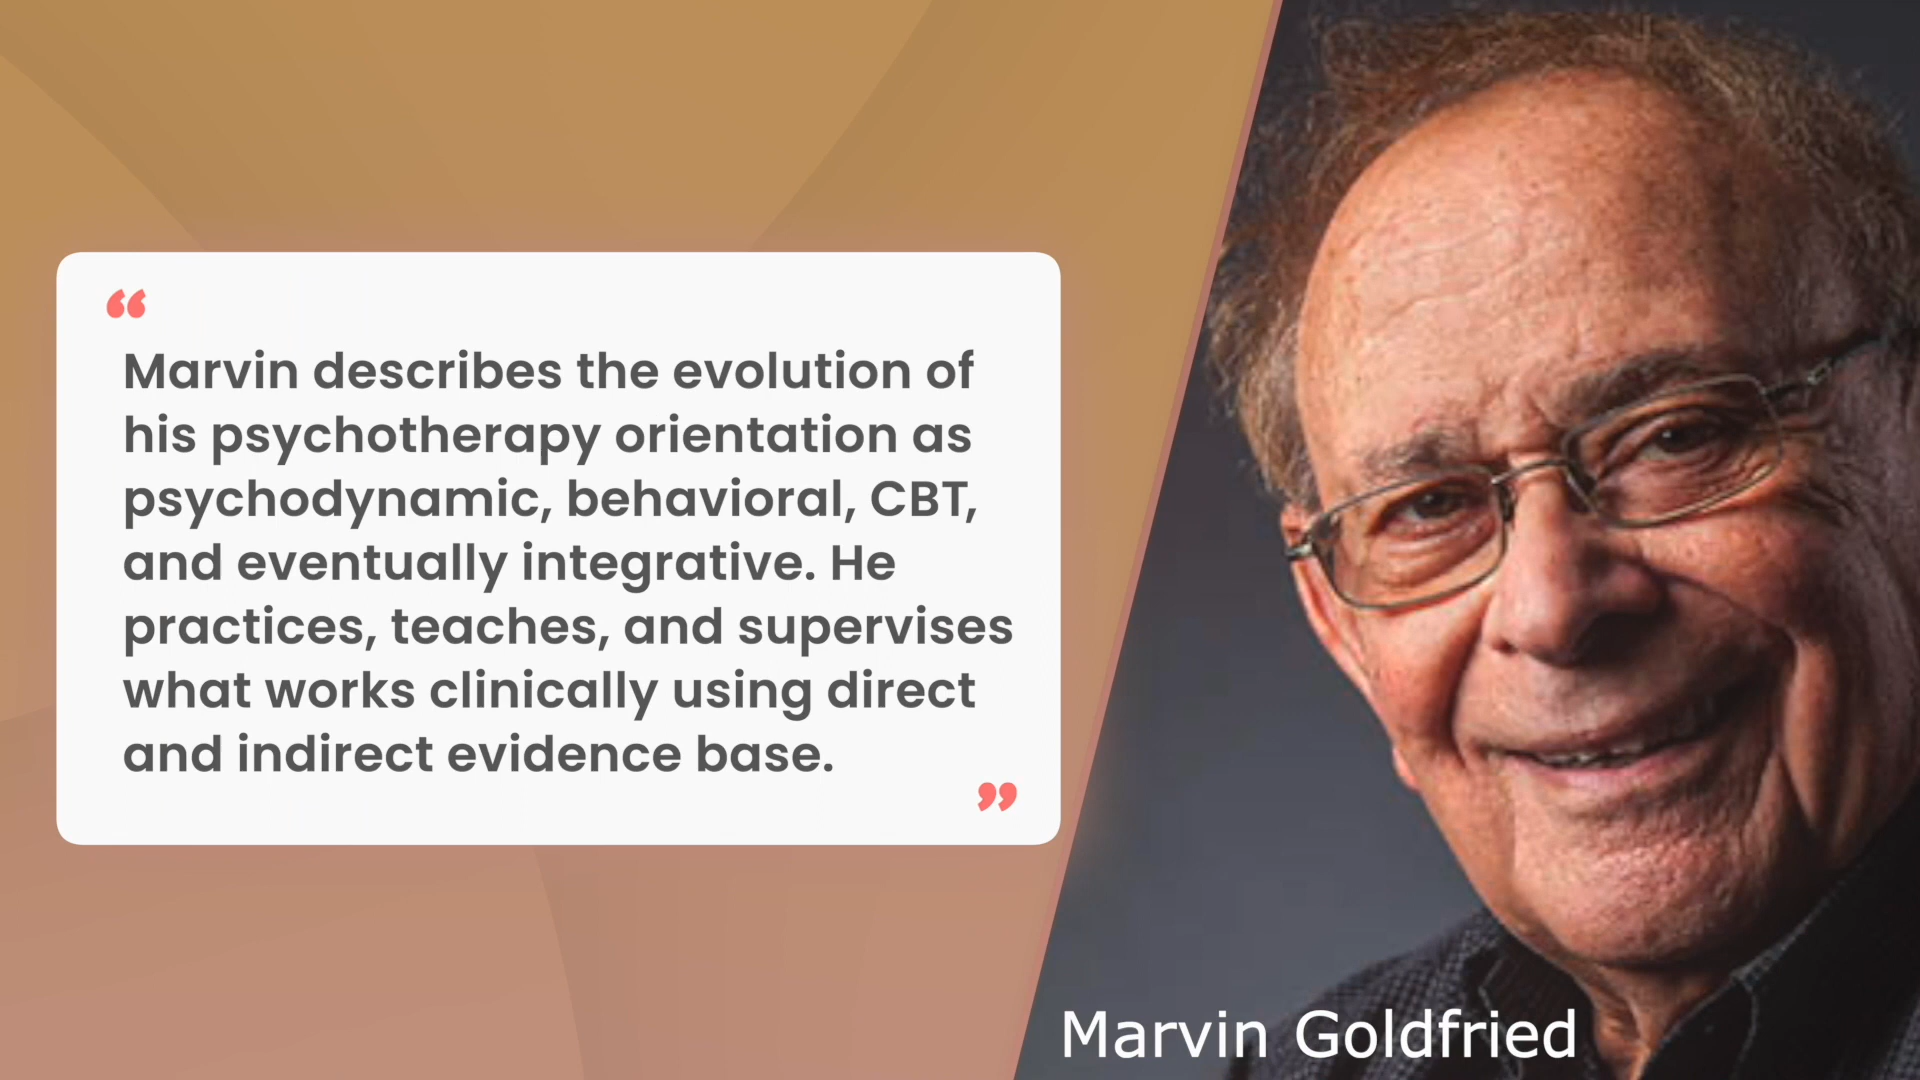 “
Marvin describes the evolution of
his psychotherapy orientation as
psychodynamic, behavioral, CBT,
and eventually integrative. He
practices, teaches, and supervises
what works clinically using direct
and indirect evidence base.
”
Marvin Goldfried